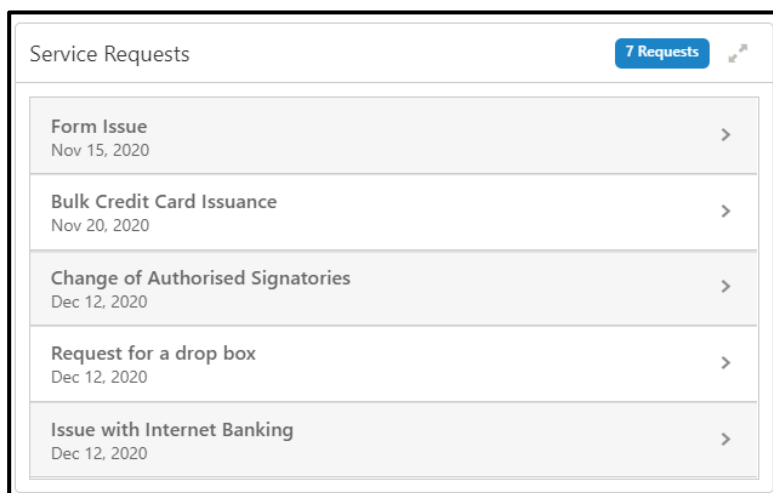 Service Requests
7 Requests
Form Issue
Nov 15, 2020
Bulk Credit Card Issuance
Nov 20, 2020
Change of Authorised Signatories
Dec 12, 2020
Request for a drop box
Dec 12, 2020
Issue with Internet Banking
Dec 12, 2020